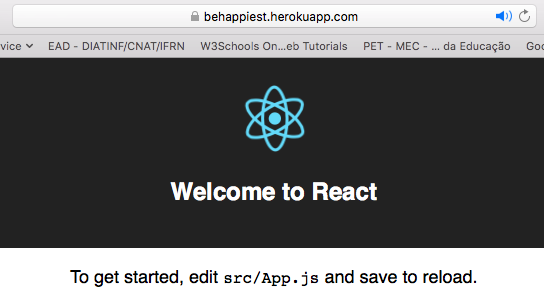 behappiest.herokuapp.com
vice EAD - DIATINF/CNAT/IFRN W3Schools On...eb Tutorials PET - MEC - ... da Educação Goo
Welcome to React
To get started, edit src/App.js and save to reload.